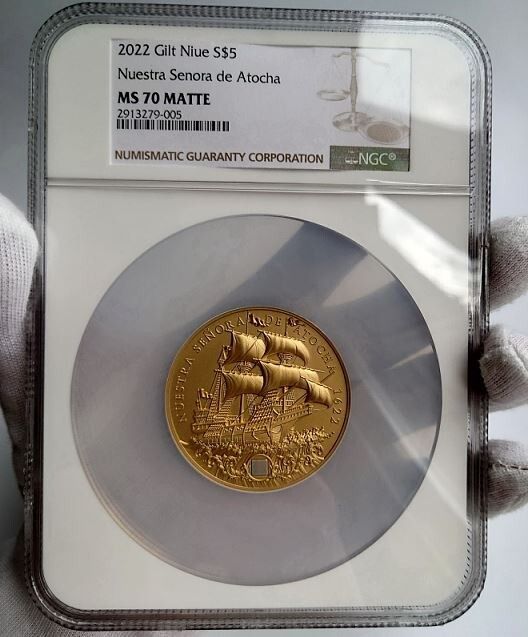 2022 Gilt Niue S$5
Nuestra Senora de Atocha
MS 70 MATTE
2913279-005
NUMISMATIC GUARANTY CORPORATION
NGC®
NUESTRA SEÑORA DE ATOCHA 1622